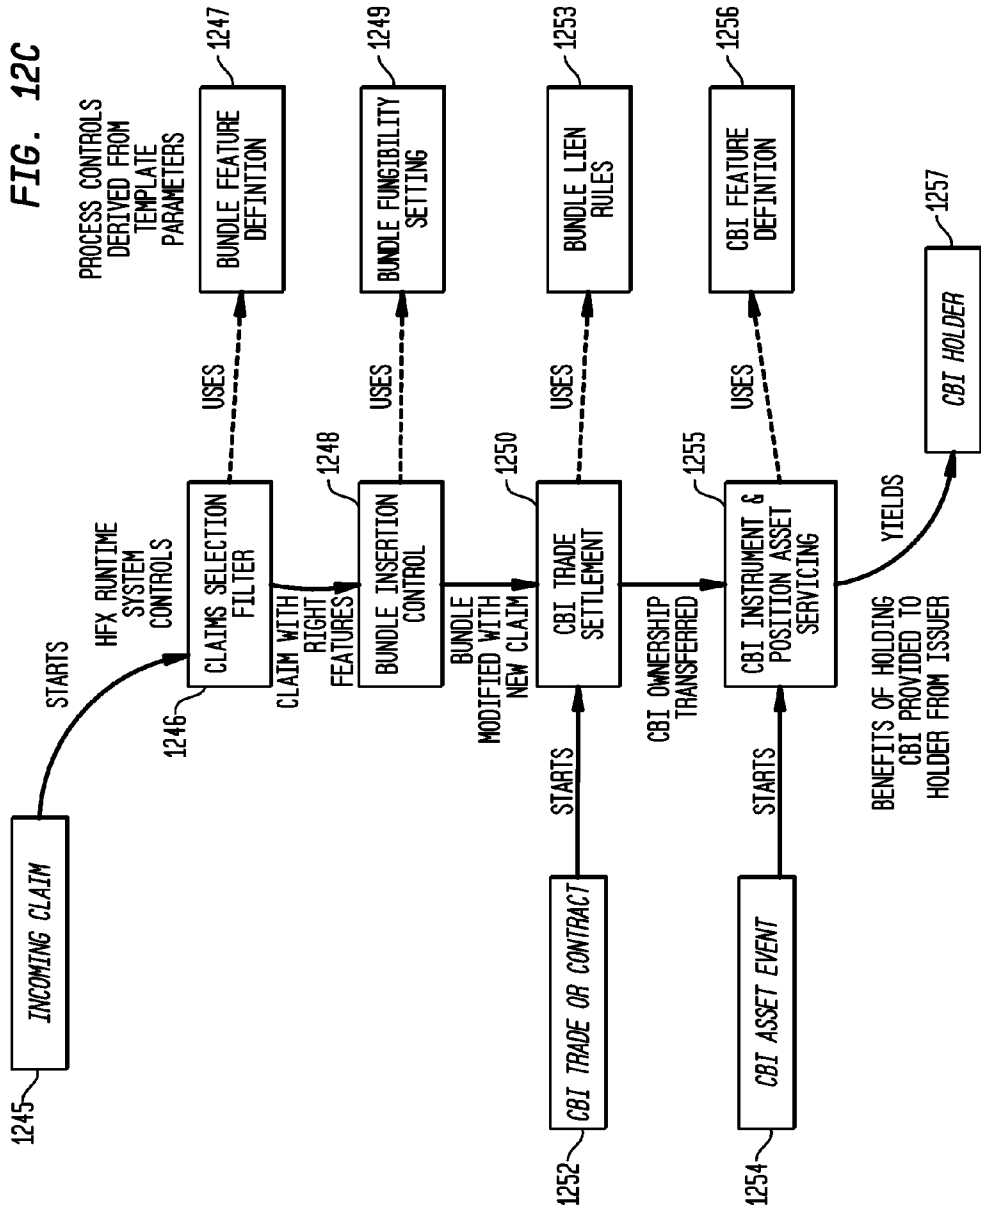 FIG. 12C
PROCESS CONTROLS
DERIVED FROM
TEMPLATE
PARAMETERS
HFX RUNTIME
SYSTEM
CONTROLS
1245
INCOMING CLAIM
STARTS
1246
CLAIMS SELECTION
FILTER
USES
1247
BUNDLE FEATURE
DEFINTION
CLAIM WITH
RIGHT
FEATURES
1248
BUNDLE INSERTION
CONTROL
USES
1249
BUNDLE FUNGIBILITY
SETTING
BUNDLE
MODIFIED WITH
NEW CLAIM
1252
CBI TRADE OR CONTRACT
STARTS
1250
CBI TRADE
SETTLEMENT
USES
1253
BUNDLE LIEN
RULES
CBI OWNERSHIP
TRANSFERRED
1254
CBI ASSET EVENT
STARTS
1255
CBI INSTRUMENT &
POSITION ASSET
SERVICING
USES
1256
CBI FEATURE
DEFINITION
BENEFITS OF HOLDING
CBI PROVIDED TO
HOLDER FROM ISSUER
YIELDS
1257
CBI HOLDER